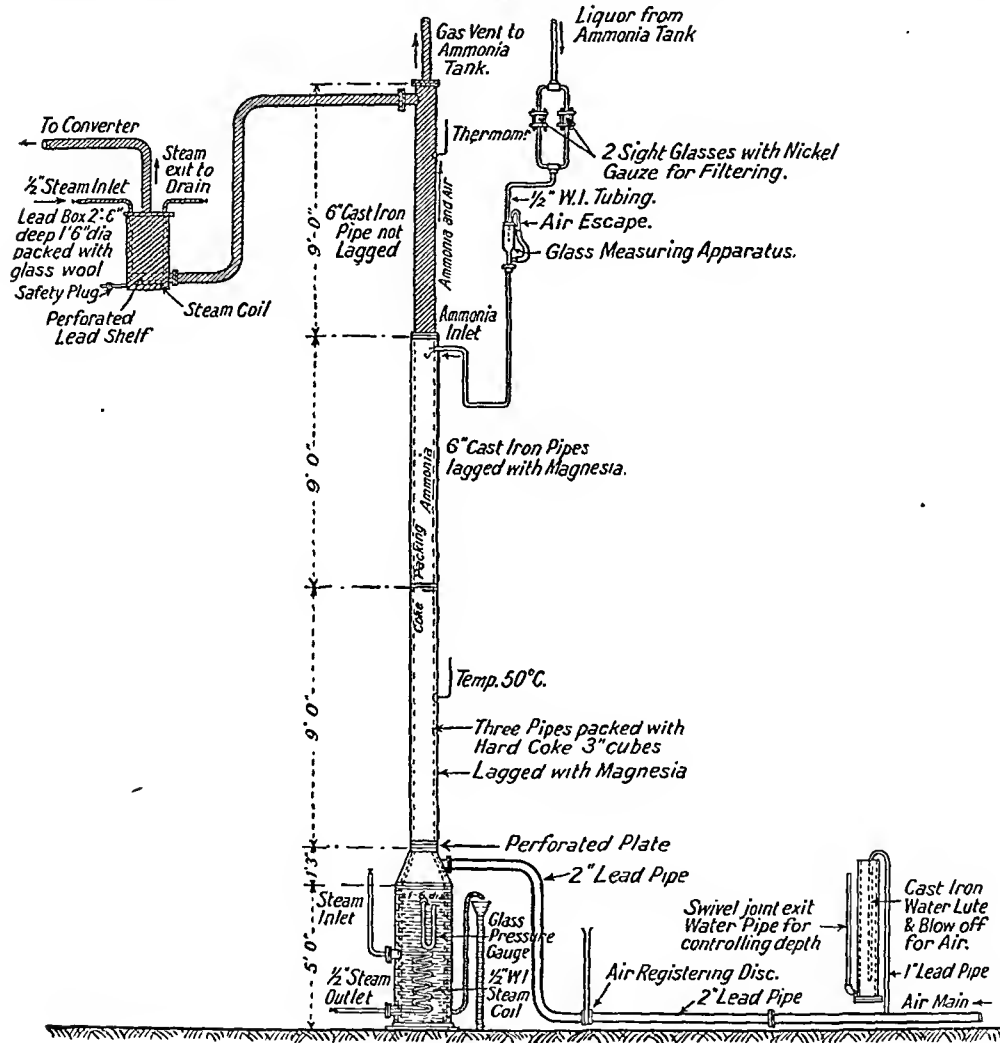 Gas Vent to
Ammonia
Tank.
Liquor from
Ammonia Tank
To Converter
Steam
exit to
Drain
½" Steam Inlet
Lead Box 2'-6"
deep 1'6" dia
packed with
glass wool
Safety Plug
Perforated
Lead Shelf
Steam Coil
9'-0"
6" Cast Iron
Pipe not
Lagged
Thermomr
Ammonia and Air
2 Sight Glasses with Nickel
Gauze for Filtering.
½" W.I. Tubing.
Air Escape.
Glass Measuring Apparatus.
Ammonia
Inlet
9' 0"
6" Cast Iron Pipes
lagged with Magnesia.
Ammonia
Coke Packing
9' 0"
Temp. 50°C.
Three Pipes packed with
Hard Coke 3" cubes
Lagged with Magnesia
Perforated Plate
1'3"
2" Lead Pipe
5' 0"
Steam
Inlet
Glass
Pressure
Gauge
½" Steam
Outlet
½" W I
Steam
Coil
Air Registering Disc.
2" Lead Pipe
Swivel joint exit
Water Pipe for
controlling depth
Cast Iron
Water Lute
& Blow off
for Air.
1" Lead Pipe
Air Main